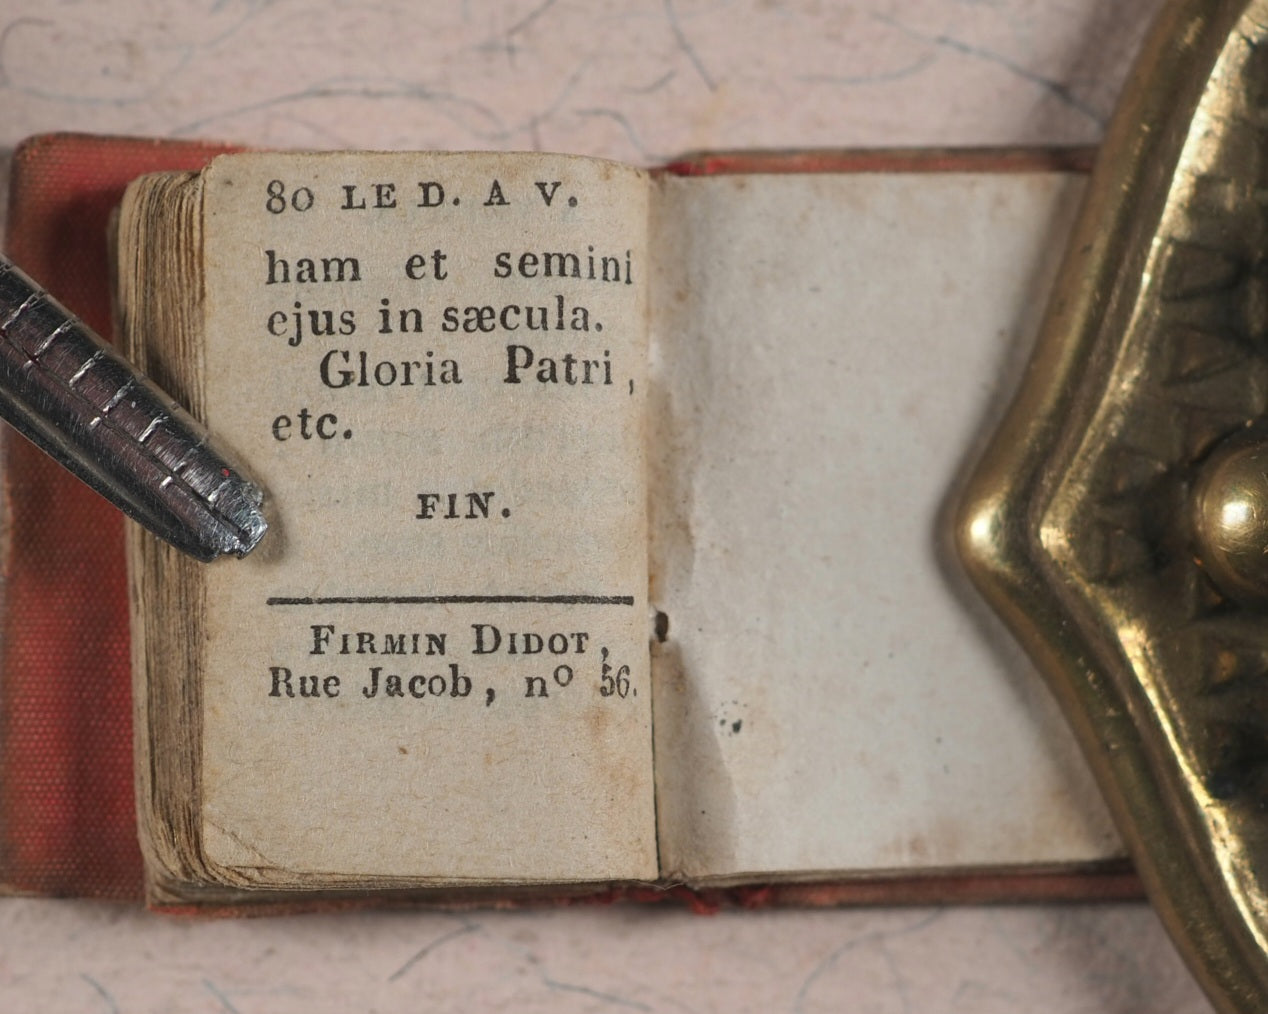 80 LE D. A V.
ham et semini
ejus in sæcula.
Gloria Patri,
etc.
FIN.
FIRMIN DIDOT,
Rue Jacob, nº 56.